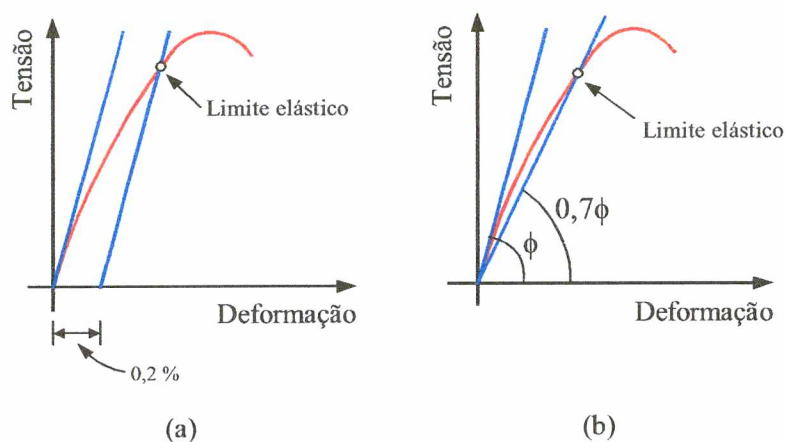 Tensão
Limite elástico
Deformação
0,2 %
(a)
Tensão
Limite elástico
0,7ϕ
ϕ
Deformação
(b)